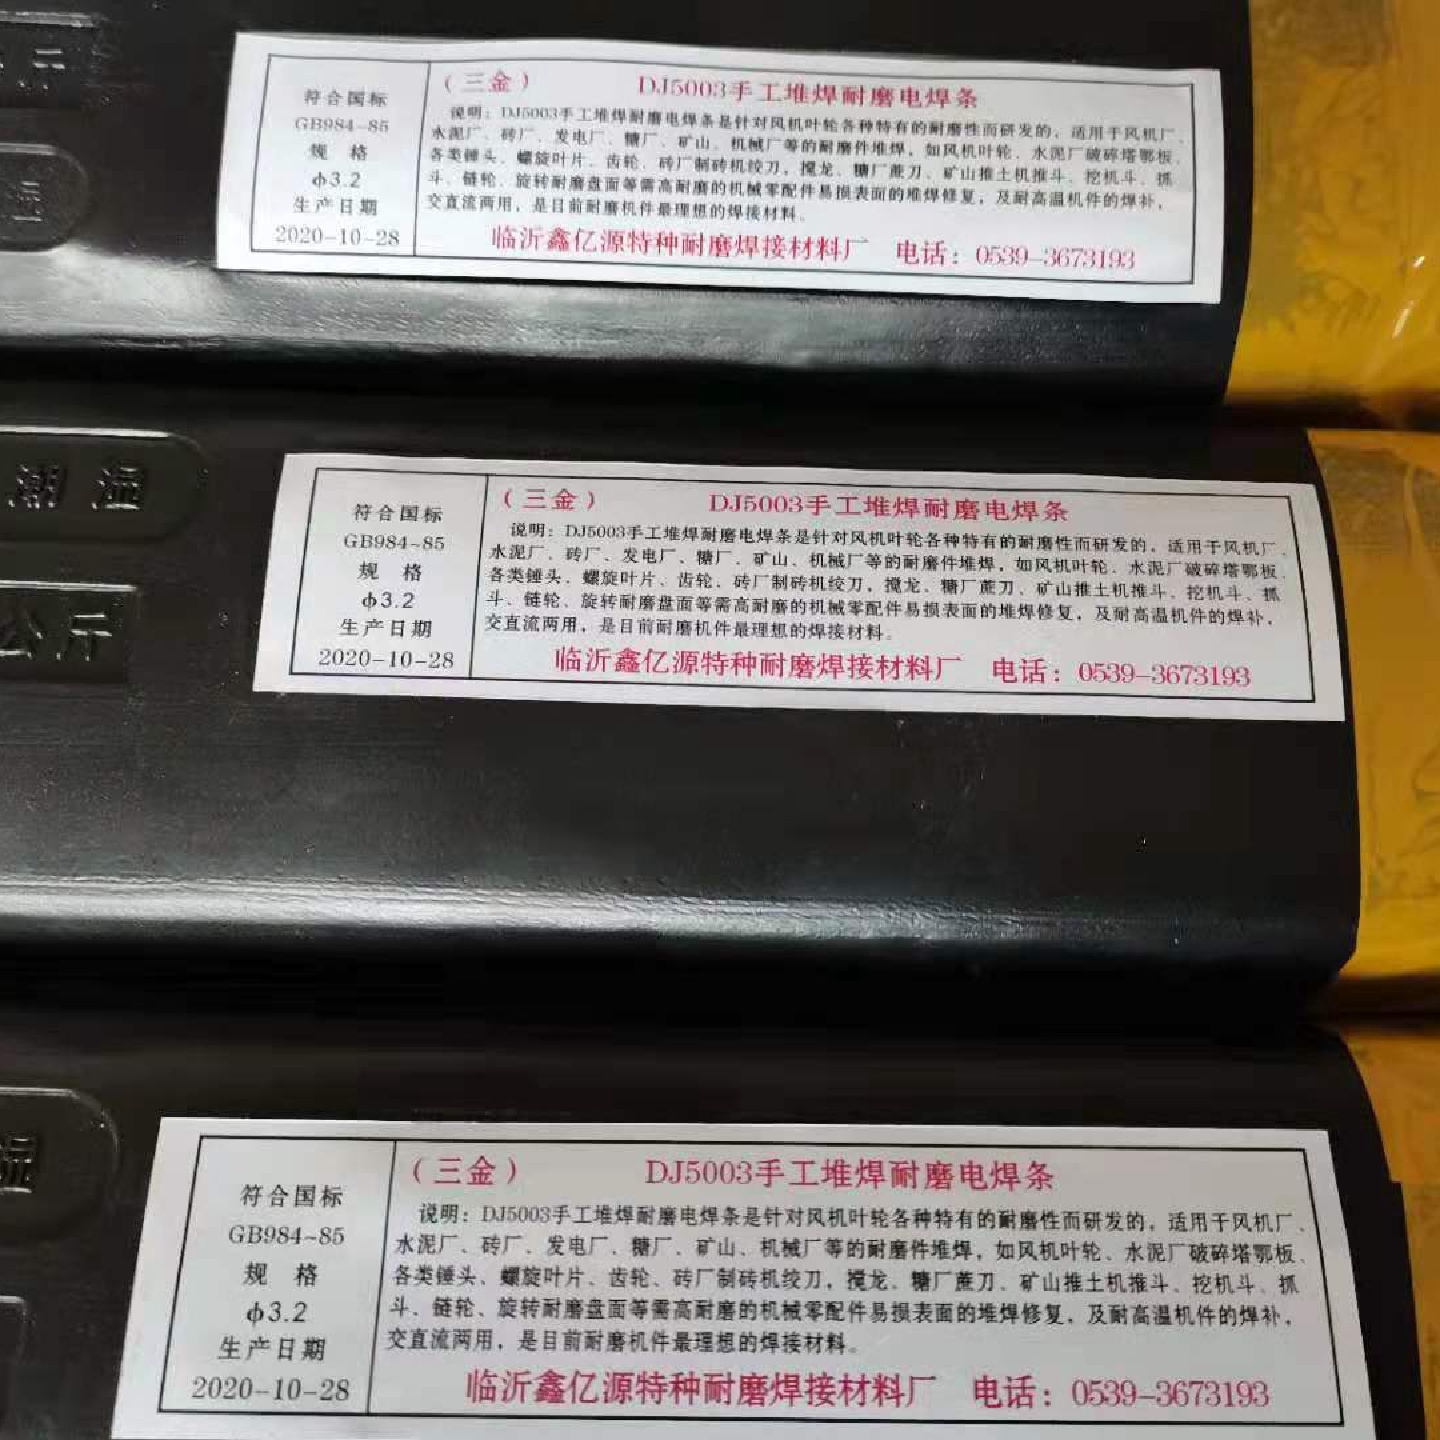 斤
湿
符合国标
GB984-85
规 格
φ3.2
生产日期
2020-10-28
（三金） DJ5003手工堆焊耐磨电焊条
说明：DJ5003手工堆焊耐磨电焊条是针对风机叶轮各种特有的耐磨性而研发的，适用于风机厂、
水泥厂、砖厂、发电厂、糖厂、矿山、机械厂等的耐磨件堆焊，如风机叶轮、水泥厂破碎塔鄂板、
各类锤头、螺旋叶片、齿轮、砖厂制砖机绞刀，搅龙、糖厂蔗刀、矿山推土机推斗、挖机斗、抓
斗、链轮、旋转耐磨盘面等需高耐磨的机械零配件易损表面的堆焊修复，及耐高温机件的焊补，
交直流两用，是目前耐磨机件最理想的焊接材料。
临沂鑫亿源特种耐磨焊接材料厂 电话：0539-3673193
潮湿
公斤
符合国标
GB984~85
规 格
φ3.2
生产日期
2020-10-28
（三金） DJ5003手工堆焊耐磨电焊条
说明：DJ5003手工堆焊耐磨电焊条是针对风机叶轮各种特有的耐磨性而研发的，适用于风机厂、
水泥厂、砖厂、发电厂、糖厂、矿山、机械厂等的耐磨件堆焊，如风机叶轮、水泥厂破碎塔鄂板、
各类锤头、螺旋叶片、齿轮、砖厂制砖机绞刀，搅龙、糖厂蔗刀、矿山推土机推斗、挖机斗、抓
斗、链轮、旋转耐磨盘面等需高耐磨的机械零配件易损表面的堆焊修复，及耐高温机件的焊补，
交直流两用，是目前耐磨机件最理想的焊接材料。
临沂鑫亿源特种耐磨焊接材料厂 电话：0539-3673193
湿
符合国标
GB984~85
规 格
φ3.2
生产日期
2020-10-28
（三金） DJ5003手工堆焊耐磨电焊条
说明：DJ5003手工堆焊耐磨电焊条是针对风机叶轮各种特有的耐磨性而研发的，适用于风机厂、
水泥厂、砖厂、发电厂、糖厂、矿山、机械厂等的耐磨件堆焊，如风机叶轮、水泥厂破碎塔鄂板、
各类锤头、螺旋叶片、齿轮、砖厂制砖机绞刀，搅龙、糖厂蔗刀、矿山推土机推斗、挖机斗、抓
斗、链轮、旋转耐磨盘面等需高耐磨的机械零配件易损表面的堆焊修复，及耐高温机件的焊补，
交直流两用，是目前耐磨机件最理想的焊接材料。
临沂鑫亿源特种耐磨焊接材料厂 电话：0539-3673193